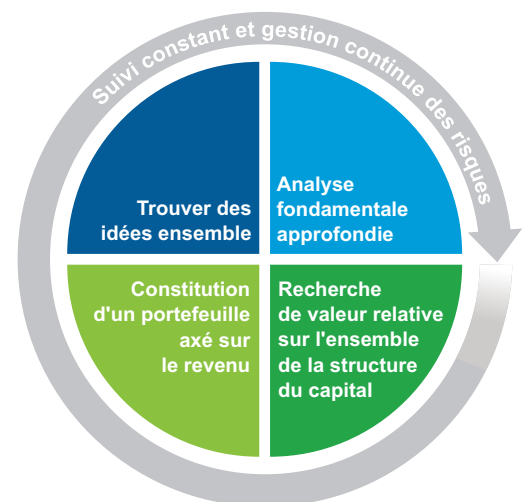 Suivi constant et gestion continue des risques
Trouver des
idées ensemble
Analyse
fondamentale
approfondie
Constitution
d'un portefeuille
axé sur
le revenu
Recherche
de valeur relative
sur l'ensemble
de la structure
du capital